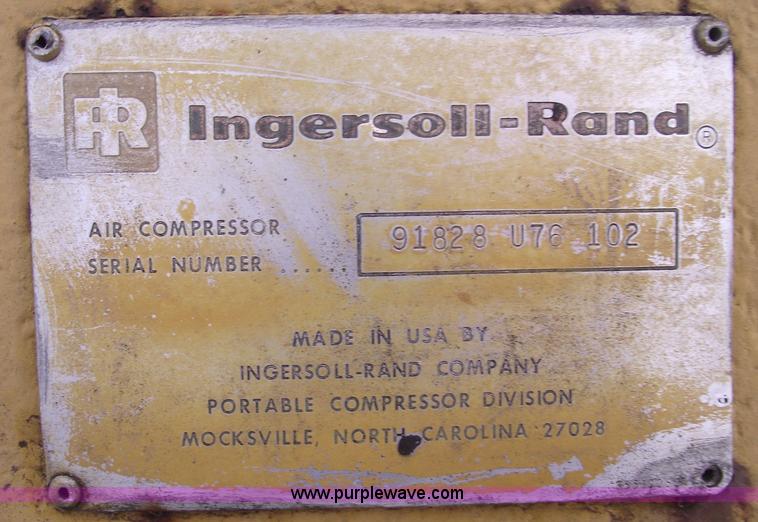 IR Ingersoll-Rand ®
AIR COMPRESSOR
SERIAL NUMBER ...... 91828 U76 102
MADE IN USA BY
INGERSOLL-RAND COMPANY
PORTABLE COMPRESSOR DIVISION
MOCKSVILLE, NORTH CAROLINA 27028
www.purplewave.com